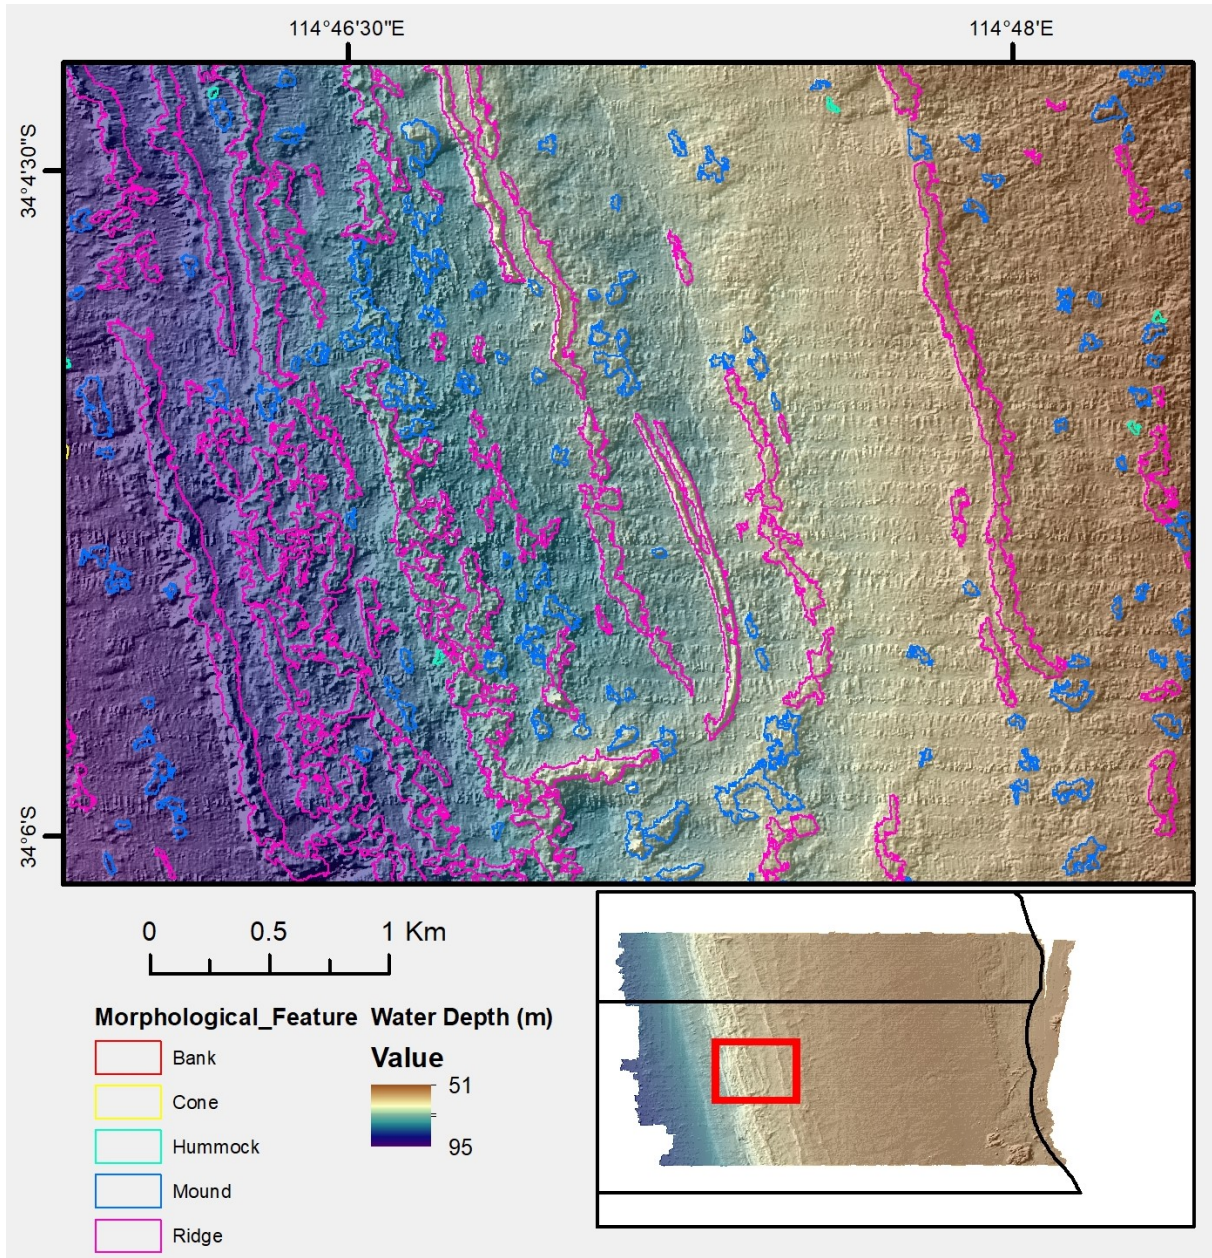 114°46'30"E
114°48'E
34°4'30"S
34°6'S
0 0.5 1 Km
Morphological_Feature
Bank
Cone
Hummock
Mound
Ridge
Water Depth (m)
Value
51
95